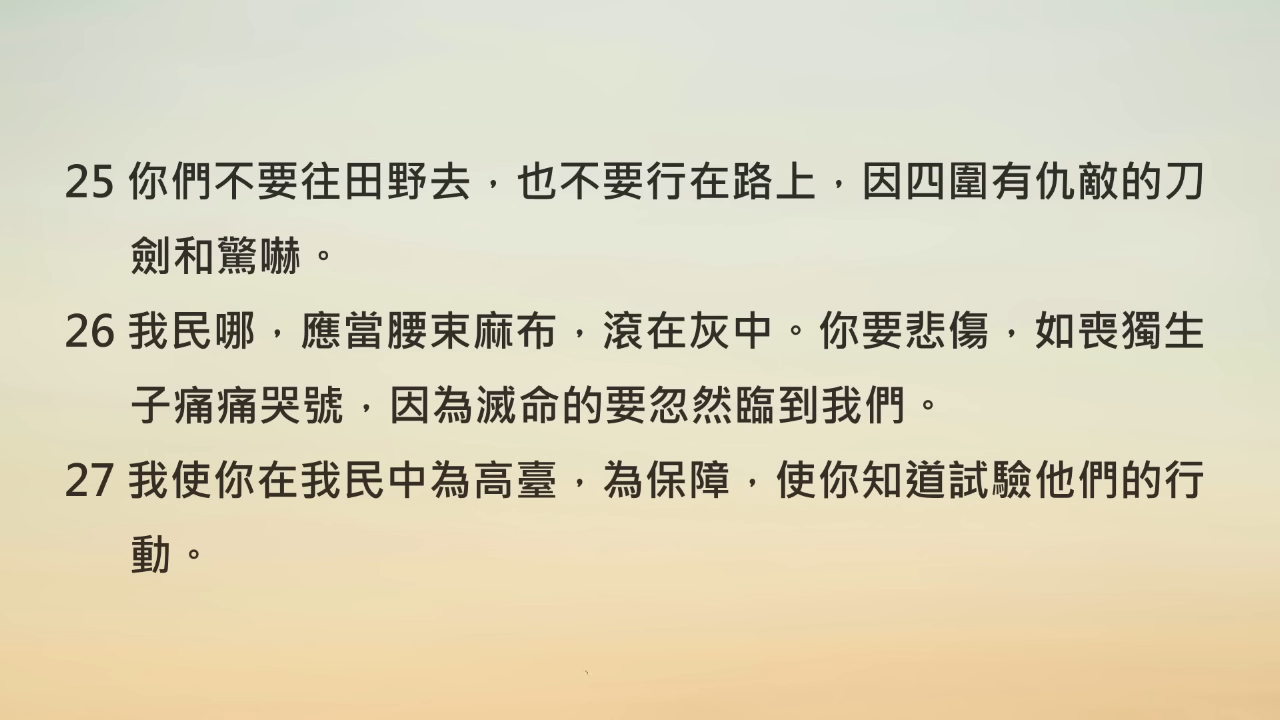 25 你們不要往田野去，也不要行在路上，因四圍有仇敵的刀
劍和驚嚇。
26 我民哪，應當腰束麻布，滾在灰中。你要悲傷，如喪獨生
子痛痛哭號，因為滅命的要忽然臨到我們。
27 我使你在我民中為高臺，為保障，使你知道試驗他們的行
動。